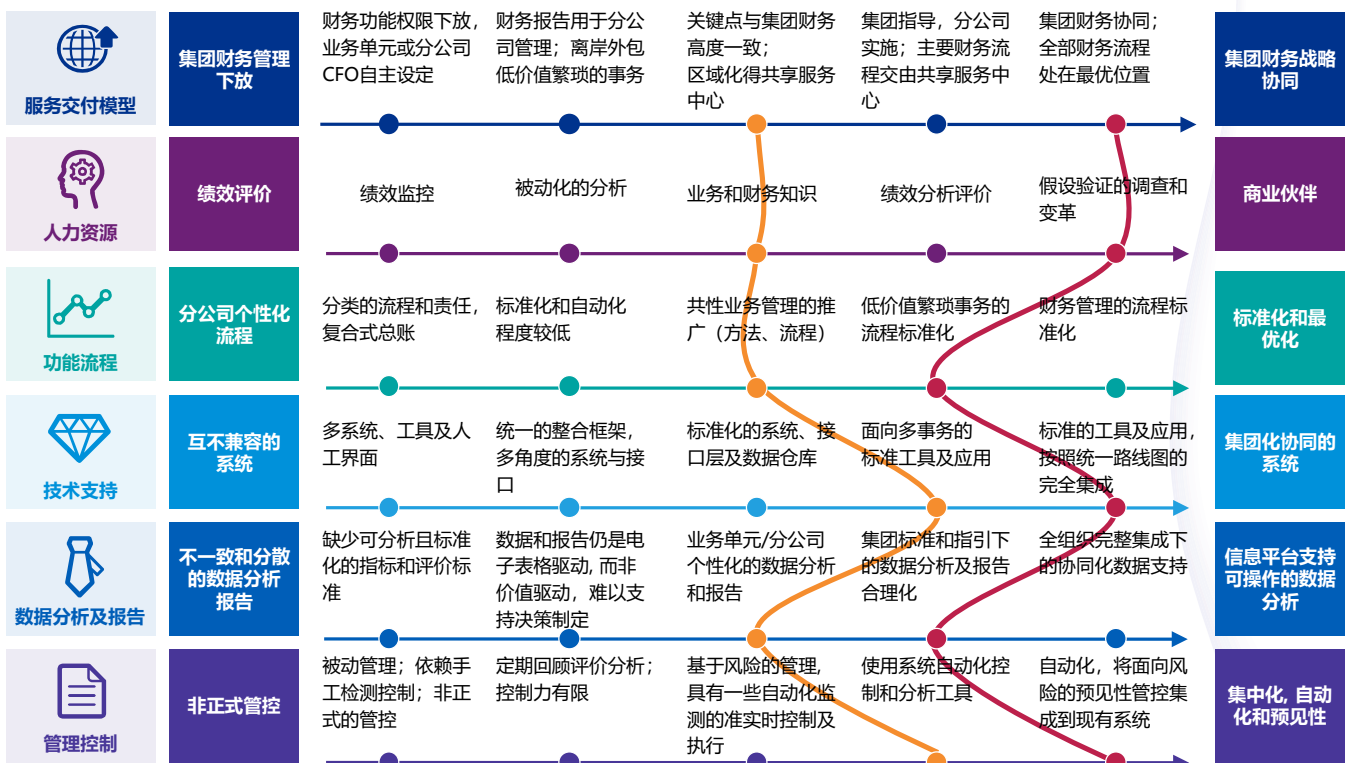 服务交付模型
集团财务管理
下放
财务功能权限下放，
业务单元或分公司
CFO自主设定
财务报告用于分公
司管理；离岸外包
低价值繁琐的事务
关键点与集团财务
高度一致；
区域化得共享服务
中心
集团指导，分公司
实施；主要财务流
程交由共享服务中
心
集团财务协同；
全部财务流程
处在最优位置
集团财务战略
协同
人力资源
绩效评价
绩效监控
被动化的分析
业务和财务知识
绩效分析评价
假设验证的调查和
变革
商业伙伴
功能流程
分公司个性化
流程
分类的流程和责任，
复合式总账
标准化和自动化
程度较低
共性业务管理的推
广（方法、流程）
低价值繁琐事务的
流程标准化
财务管理的流程标
准化
标准化和最
优化
技术支持
互不兼容的
系统
多系统、工具及人
工界面
统一的整合框架，
多角度的系统与接
口
标准化的系统、接
口层及数据仓库
面向多事务的
标准工具及应用
标准的工具及应用，
按照统一路线图的
完全集成
集团化协同的
系统
数据分析及报告
不一致和分散
的数据分析
报告
缺少可分析且标准
化的指标和评价标
准
数据和报告仍是电
子表格驱动，而非
价值驱动，难以支
持决策制定
业务单元/分公司
个性化的数据分析
和报告
集团标准和指引下
的数据分析及报告
合理化
全组织完整集成下
的协同化数据支持
信息平台支持
可操作的数据
分析
管理控制
非正式管控
被动管理；依赖手
工检测控制；非正
式的管控
定期回顾评价分析；
控制力有限
基于风险的管理，
具有一些自动化监
测的准实时控制及
执行
使用系统自动化控
制和分析工具
自动化，将面向风
险的预见性管控集
成到现有系统
集中化, 自动
化和预见性